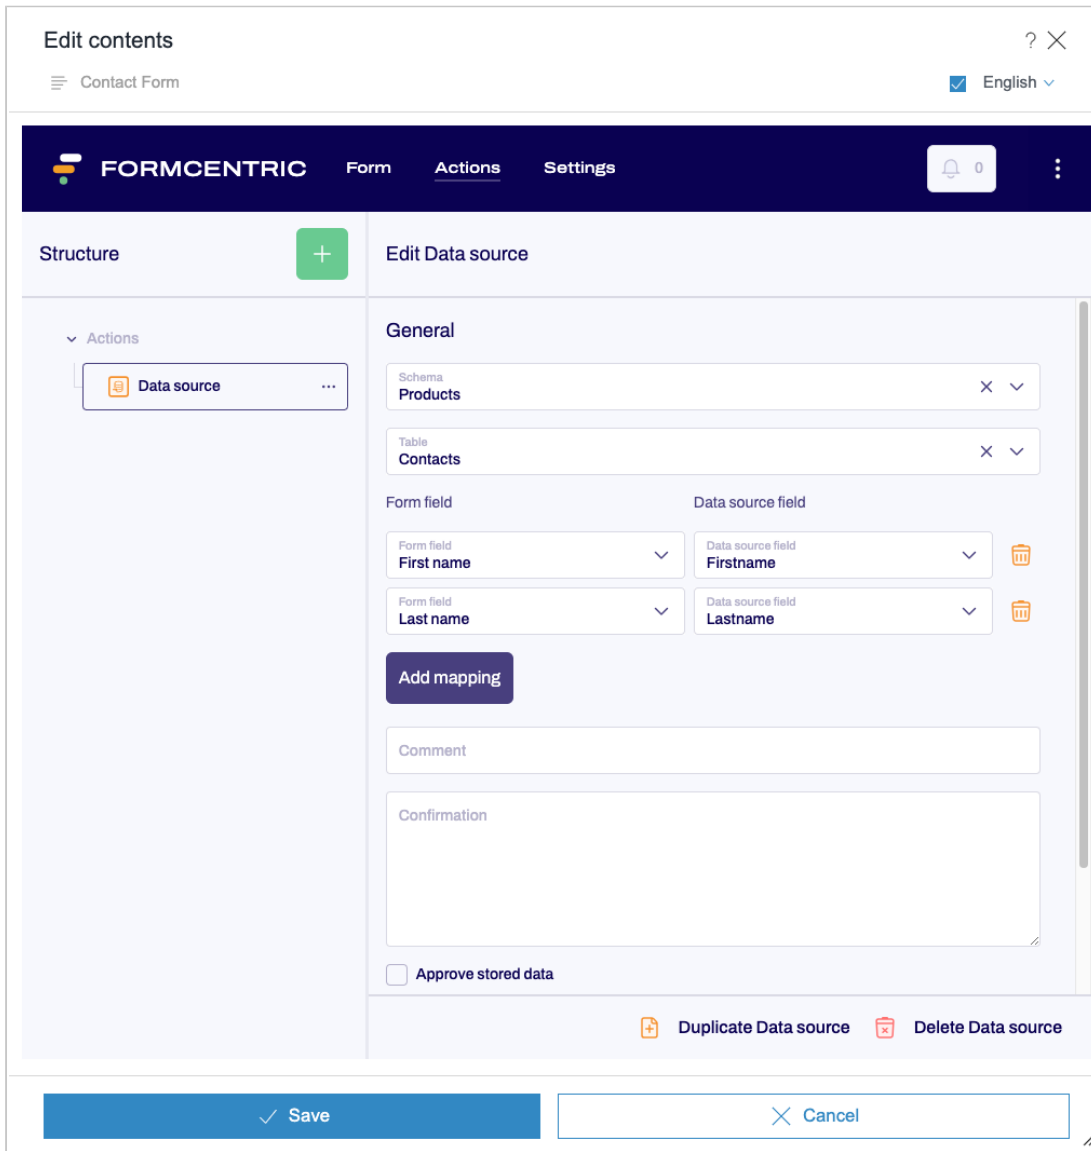 Edit contents
?
Contact Form
English
FORMCENTRIC Form Actions Settings 0
Structure
Edit Data source
Actions
Data source
General
Schema
Products
Table
Contacts
Form field Data source field
Form field Data source field
First name Firstname
Form field Data source field
Last name Lastname
Add mapping
Comment
Confirmation
Approve stored data
Duplicate Data source Delete Data source
Save Cancel